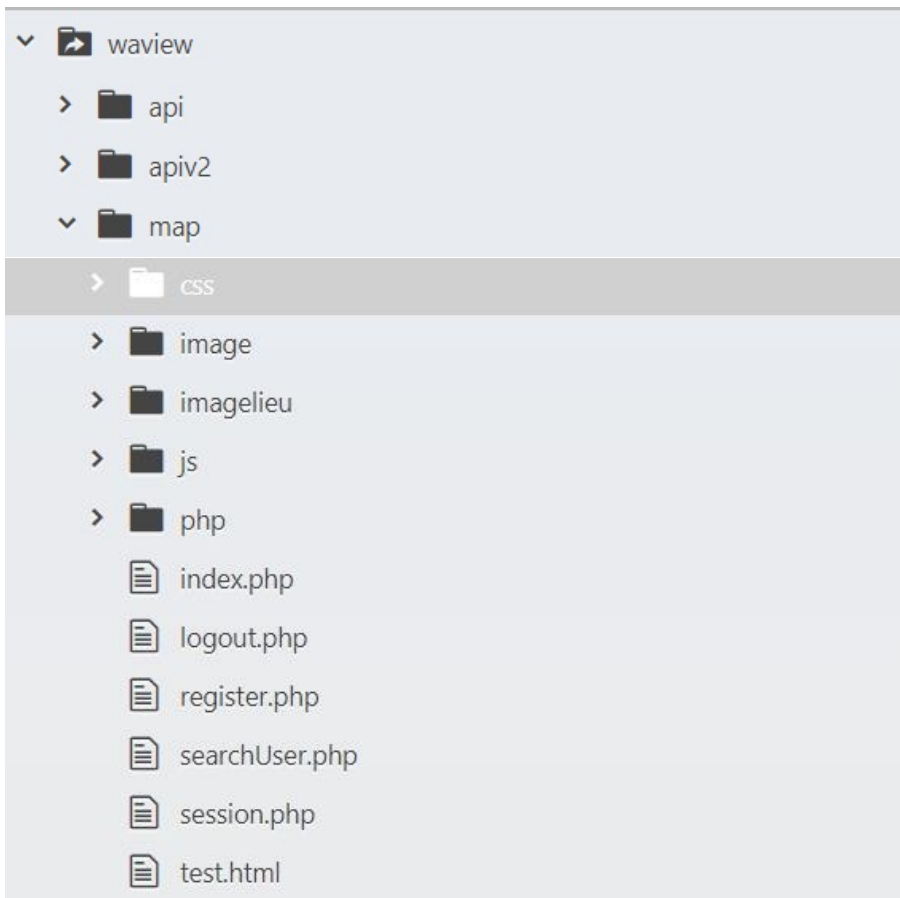 waview
api
apiv2
map
css
image
imagelieu
js
php
index.php
logout.php
register.php
searchUser.php
session.php
test.html